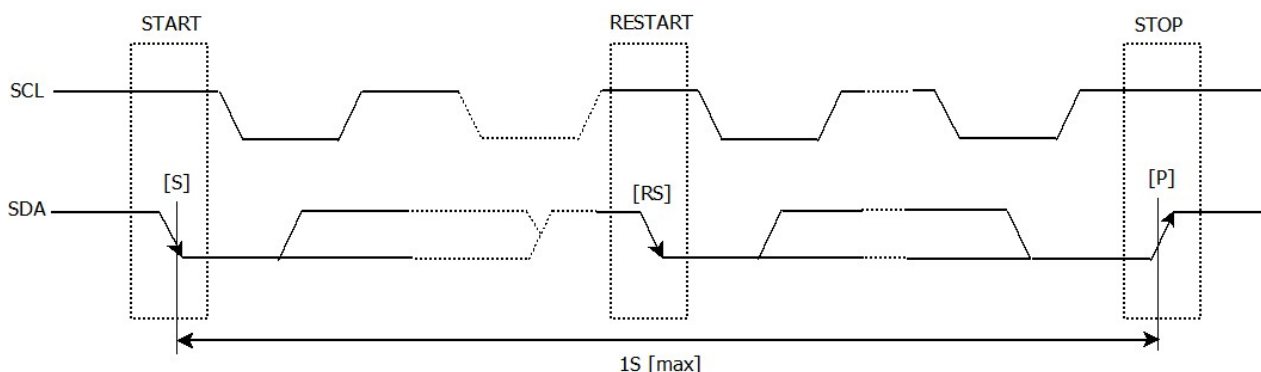 START
RESTART
STOP
SCL
[S]
[RS]
[P]
SDA
1S [max]